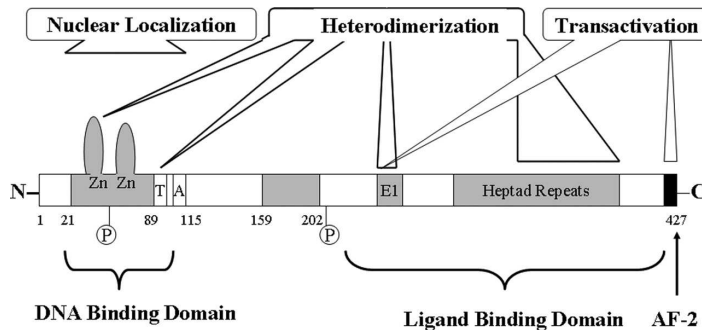 Nuclear Localization Heterodimerization Transactivation
Zn Zn
N T A E1 Heptad Repeats C
1 21 89 115 159 202 427
P P
DNA Binding Domain Ligand Binding Domain AF-2